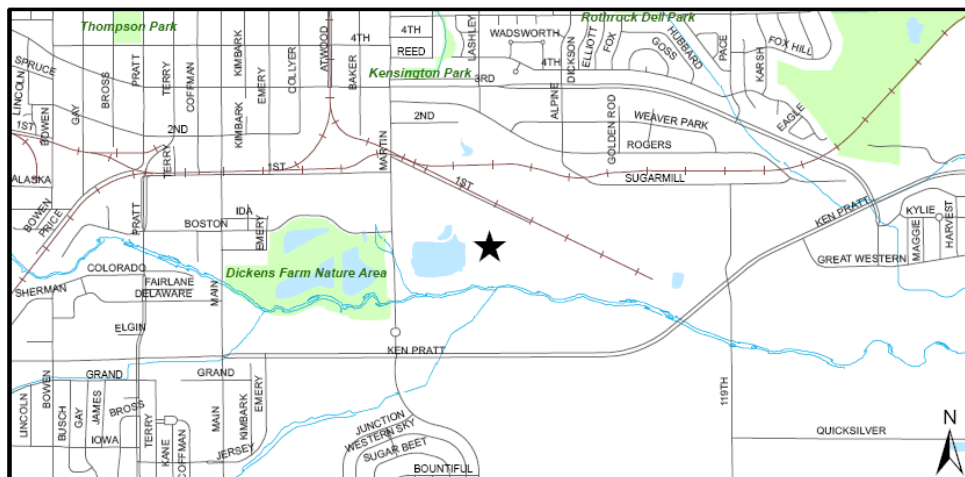 Thompson Park
Rothrock Dell Park
4TH
REED
WADSWORTH
4TH
LASHLEY
DICKSON
ELLIOTT
FOX
GOSS
HUBBARD
PACE
KARSH
FOX HILL
SPRUCE
LINCOLN
BOWEN
GAY
BROSS
PRATT
TERRY
COFFMAN
KIMBARK
EMERY
COLLYER
ATWOOD
BAKER
4TH
Kensington Park
3RD
ALPINE
GOLDEN ROD
EAGLE
1ST
2ND
KIMBARK
2ND
WEAVER PARK
ROGERS
MARTIN
TERRY
1ST
1ST
SUGARMILL
ALASKA
BOWEN
PRICE
PRATT
BOSTON
IDA
EMERY
KEN PRATT
KYLIE
MAGGIE
HARVEST
GREAT WESTERN
Dickens Farm Nature Area
COLORADO
SHERMAN
FAIRLANE
DELAWARE
MAIN
ELGIN
KEN PRATT
GRAND
GRAND
LINCOLN
BOWEN
BUSCH
GAY
JAMES
BROSS
IOWA
TERRY
KANE
COFFMAN
MAIN
KIMBARK
EMERY
JERSEY
JUNCTION
WESTERN SKY
SUGAR BEET
BOUNTIFUL
119TH
QUICKSILVER
N